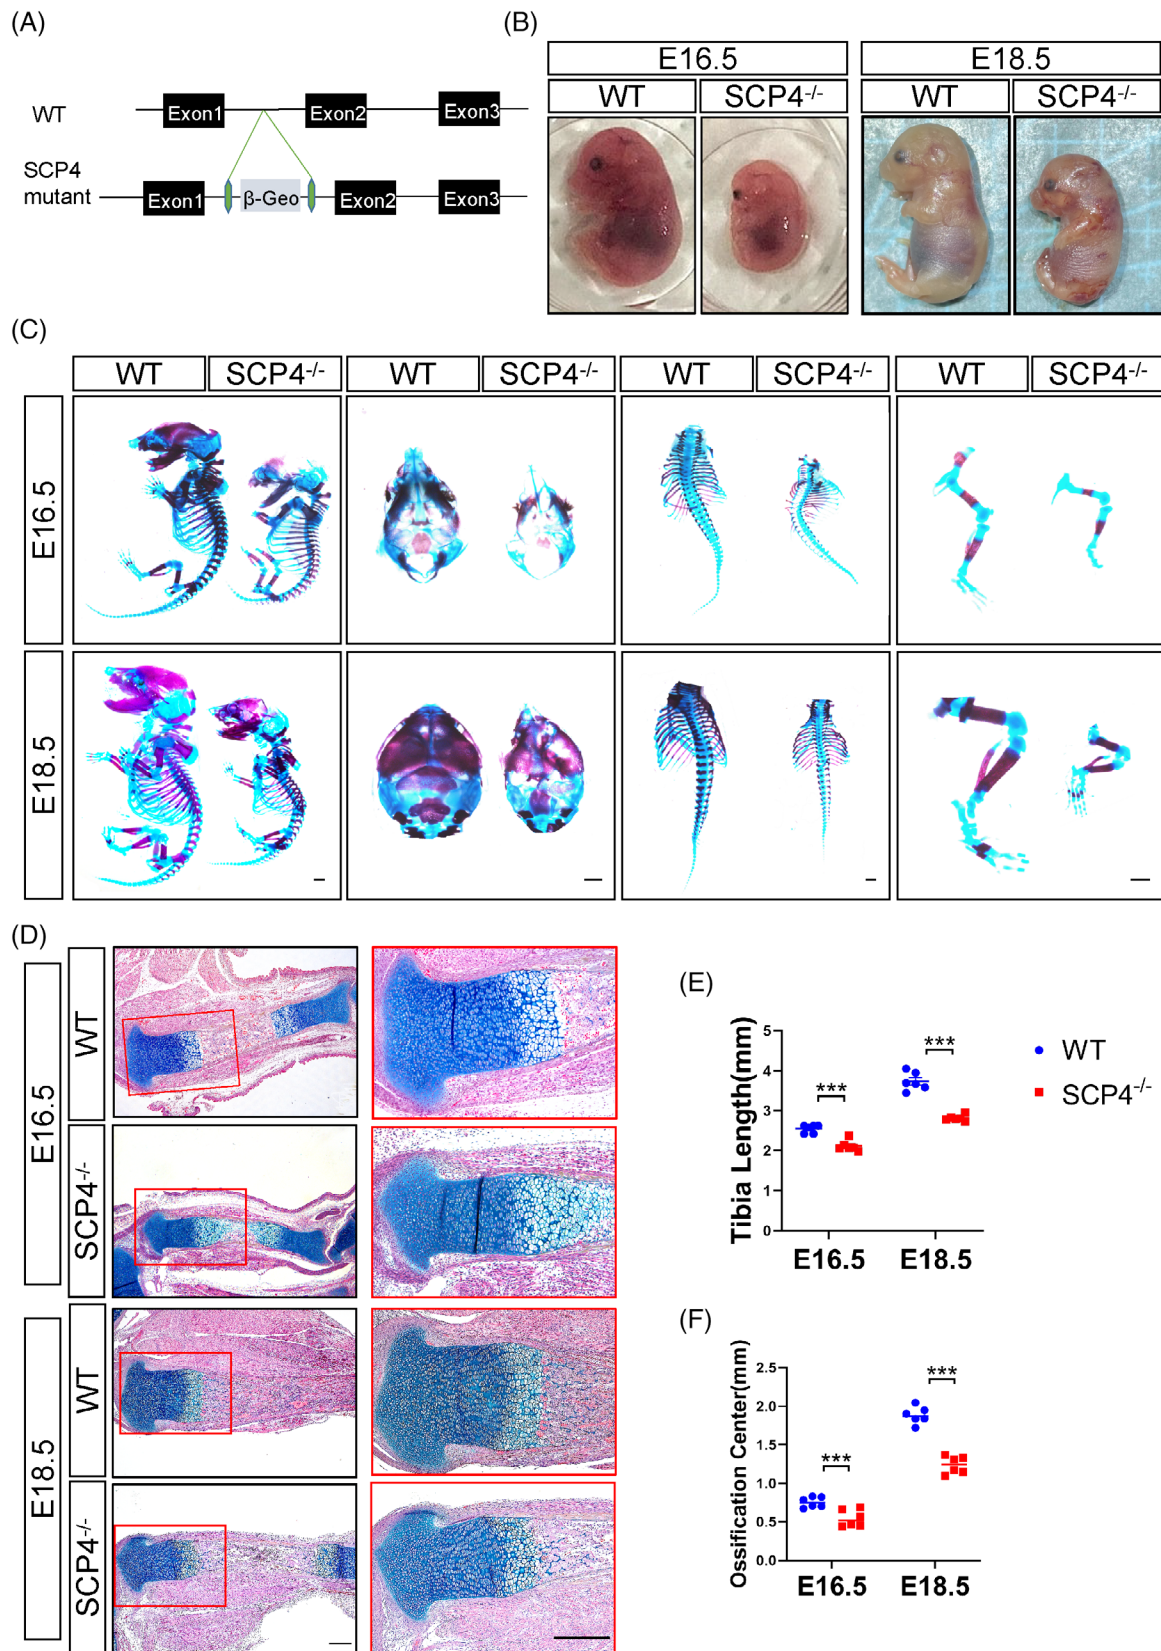 (A)
WT
Exon1
Exon2
Exon3
SCP4
mutant
Exon1
β-Geo
Exon2
Exon3
(B)
E16.5
E18.5
WT
SCP4-/-
WT
SCP4-/-
(C)
WT
SCP4-/-
WT
SCP4-/-
WT
SCP4-/-
WT
SCP4-/-
E16.5
E18.5
(D)
E16.5
WT
SCP4-/-
E18.5
WT
SCP4-/-
(E)
Tibia Length(mm)
5
4
3
2
1
0
***
***
E16.5
E18.5
WT
SCP4-/-
(F)
Ossification Center(mm)
2.5
2.0
1.5
1.0
0.5
0.0
***
***
E16.5
E18.5